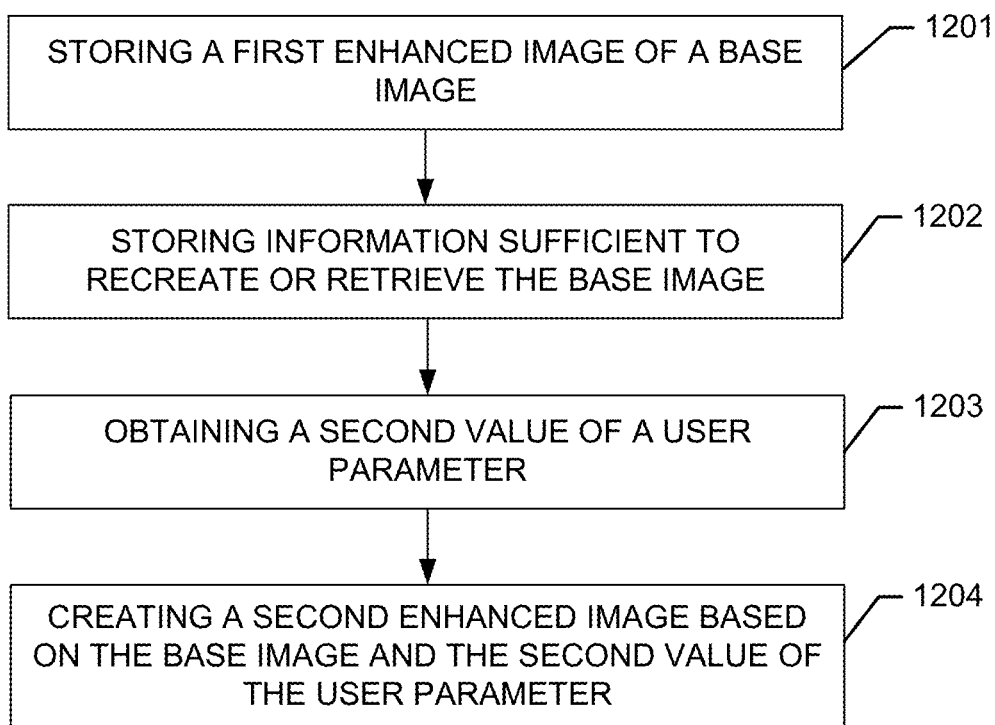 STORING A FIRST ENHANCED IMAGE OF A BASE
IMAGE
1201
STORING INFORMATION SUFFICIENT TO
RECREATE OR RETRIEVE THE BASE IMAGE
1202
OBTAINING A SECOND VALUE OF A USER
PARAMETER
1203
CREATING A SECOND ENHANCED IMAGE BASED
ON THE BASE IMAGE AND THE SECOND VALUE OF
THE USER PARAMETER
1204